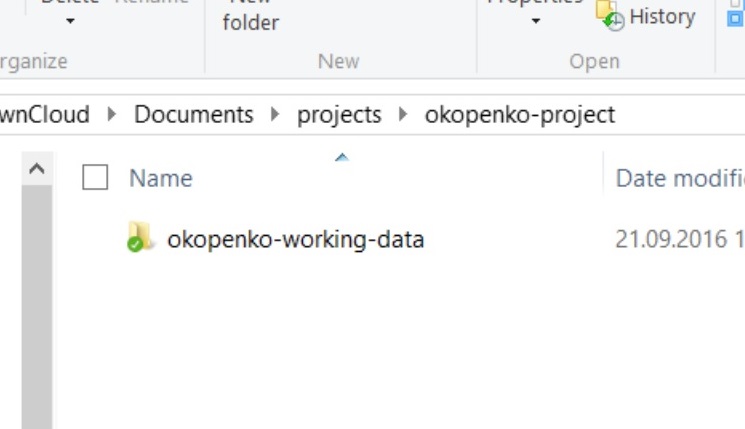 Delete Rename New folder Properties History
rganize New Open
wnCloud Documents projects okopenko-project
Name Date modifi
okopenko-working-data 21.09.2016 1